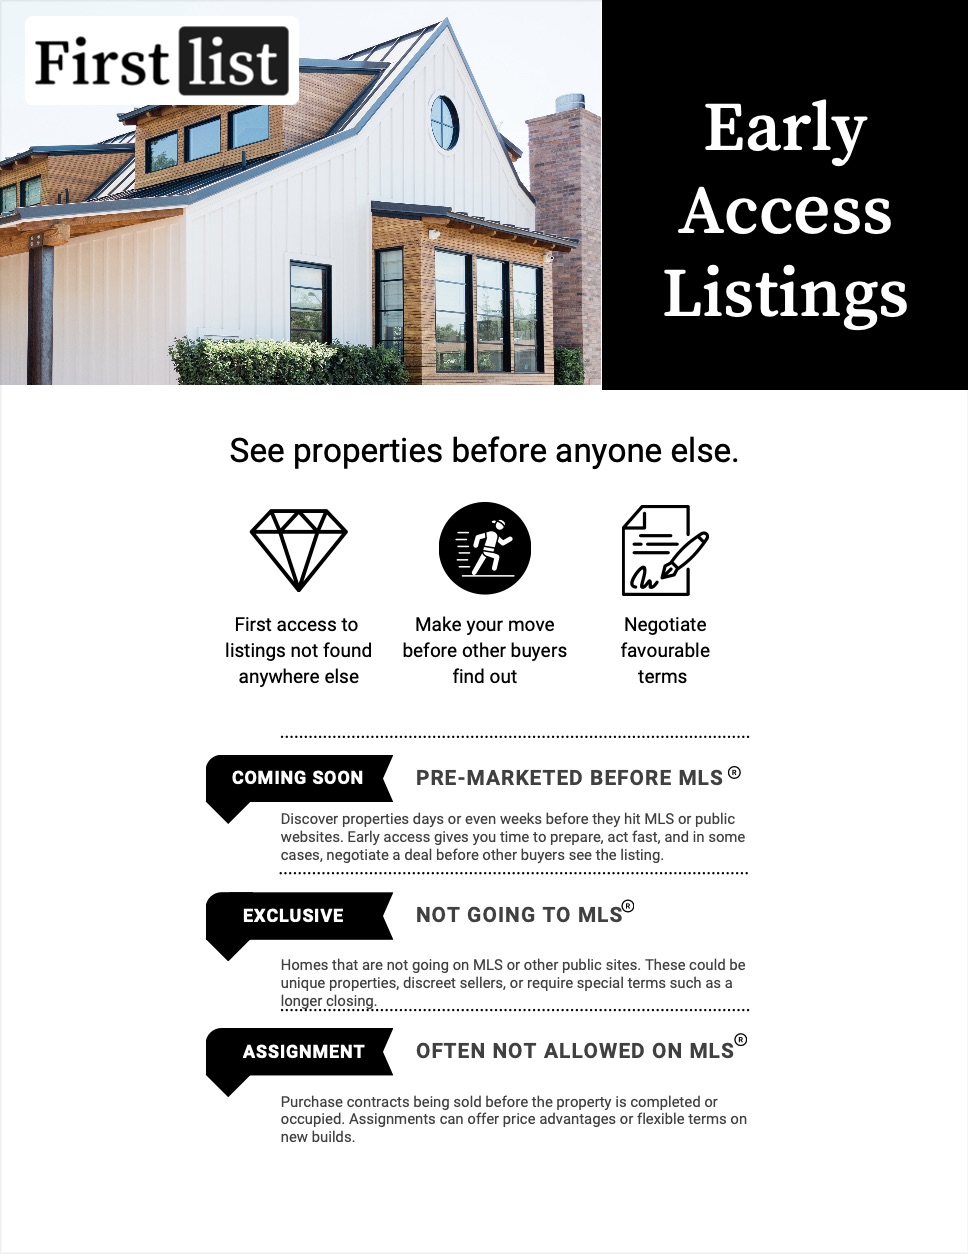 First list
Early
Access
Listings
See properties before anyone else.
First access to
listings not found
anywhere else
Make your move
before other buyers
find out
Negotiate
favourable
terms
COMING SOON
PRE-MARKETED BEFORE MLS ®
Discover properties days or even weeks before they hit MLS or public
websites. Early access gives you time to prepare, act fast, and in some
cases, negotiate a deal before other buyers see the listing.
EXCLUSIVE
NOT GOING TO MLS®
Homes that are not going on MLS or other public sites. These could be
unique properties, discreet sellers, or require special terms such as a
longer closing.
ASSIGNMENT
OFTEN NOT ALLOWED ON MLS®
Purchase contracts being sold before the property is completed or
occupied. Assignments can offer price advantages or flexible terms on
new builds.